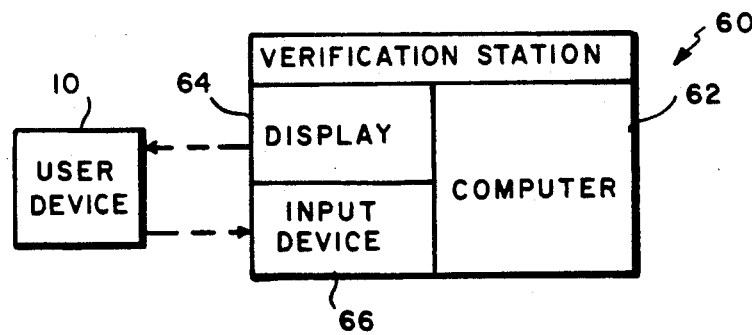 60
VERIFICATION STATION
10
64
62
USER
DEVICE
DISPLAY
COMPUTER
INPUT
DEVICE
66